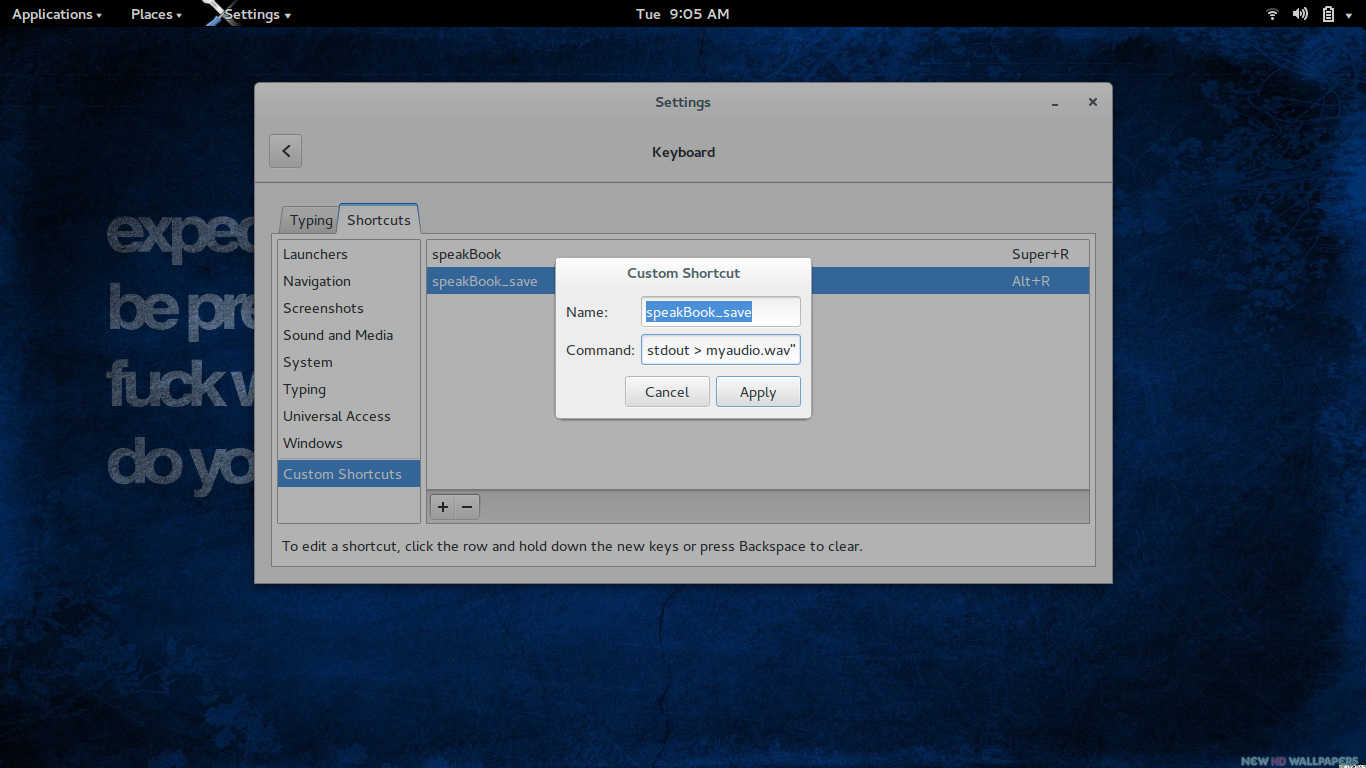 Applications Places Settings Tue 9:05 AM
Settings
Keyboard
Typing Shortcuts
Launchers
Navigation
Screenshots
Sound and Media
System
Typing
Universal Access
Windows
Custom Shortcuts
speakBook Super+R
speakBook_save Alt+R
Custom Shortcut
Name: speakBook_save
Command: stdout > myaudio.wav"
Cancel Apply
+ −
To edit a shortcut, click the row and hold down the new keys or press Backspace to clear.
be
fuck
do
NEW HD WALLPAPERS